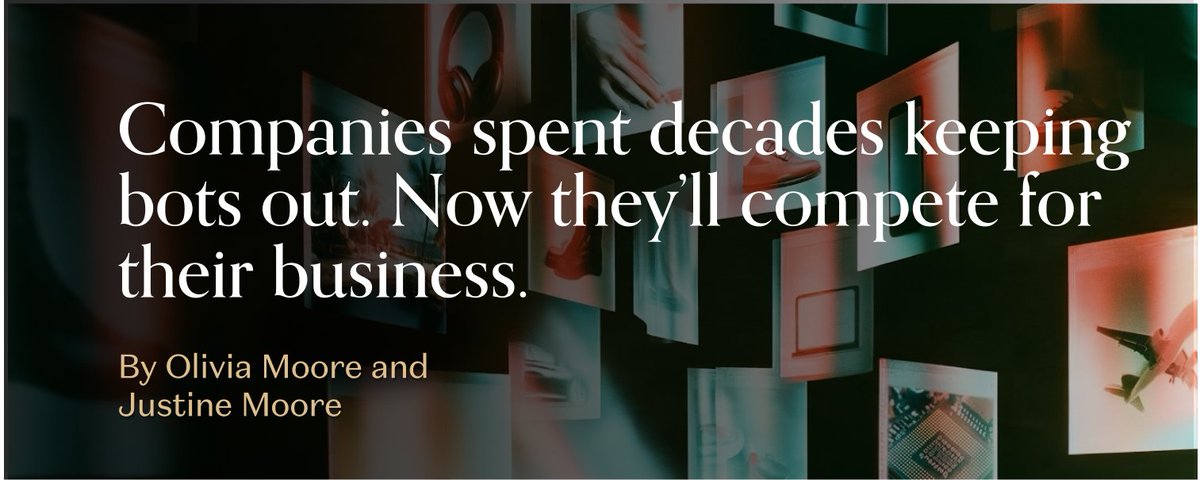 Companies spent decades keeping
bots out. Now they’ll compete for
their business.
By Olivia Moore and
Justine Moore